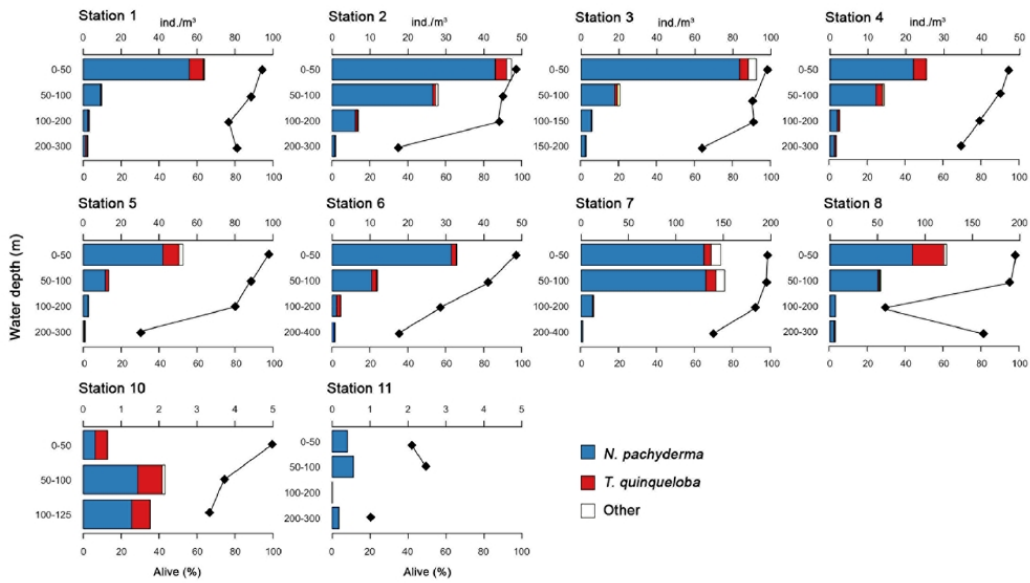 Station 1 ind./m³
0 20 40 60 80 100
0-50
50-100
100-200
200-300
0 20 40 60 80 100
Station 2 ind./m³
0 10 20 30 40 50
0-50
50-100
100-200
200-300
0 20 40 60 80 100
Station 3 ind./m³
0 20 40 60 80 100
0-50
50-100
100-150
150-200
0 20 40 60 80 100
Station 4 ind./m³
0 10 20 30 40 50
0-50
50-100
100-200
200-300
0 20 40 60 80 100
Water depth (m)
Station 5
0 20 40 60 80 100
0-50
50-100
100-200
200-300
0 20 40 60 80 100
Station 6
0 10 20 30 40 50
0-50
50-100
100-200
200-400
0 20 40 60 80 100
Station 7
0 50 100 150 200
0-50
50-100
100-200
200-400
0 20 40 60 80 100
Station 8
0 50 100 150 200
0-50
50-100
100-200
200-300
0 20 40 60 80 100
Station 10
0 1 2 3 4 5
0-50
50-100
100-125
0 20 40 60 80 100
Alive (%)
Station 11
0 1 2 3 4 5
0-50
50-100
100-200
200-300
0 20 40 60 80 100
Alive (%)
N. pachyderma
T. quinqueloba
Other